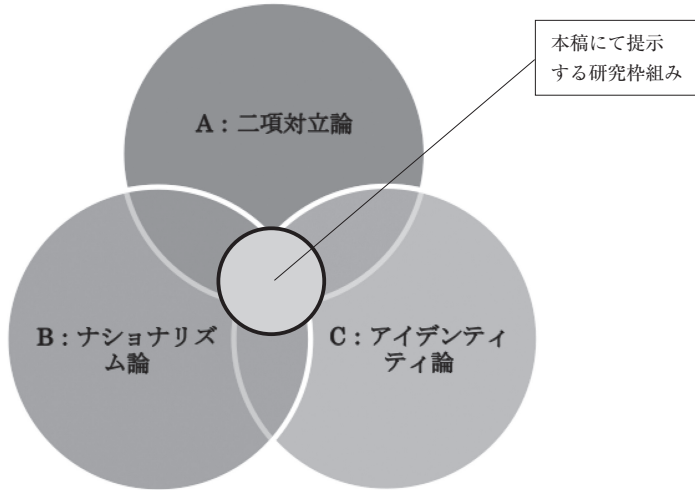 本稿にて提示
する研究枠組み
A：二項対立論
B：ナショナリズ
ム論
C：アイデンティ
ティ論